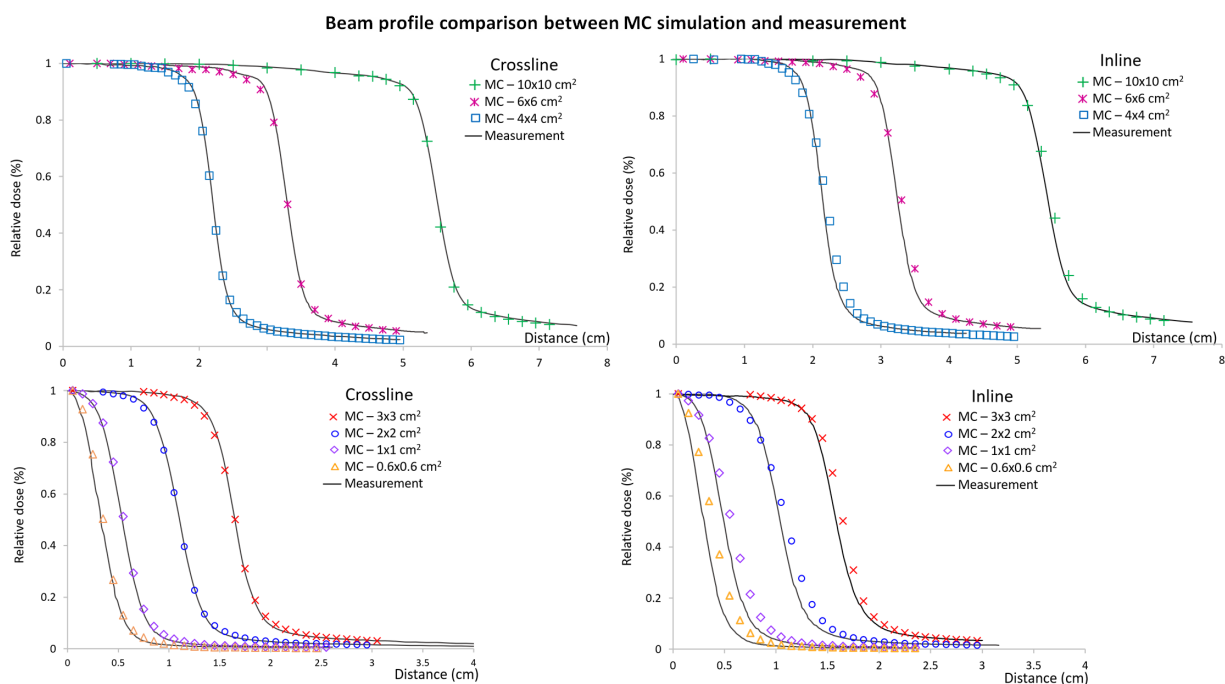 Beam profile comparison between MC simulation and measurement
Crossline
MC – 10x10 cm²
MC – 6x6 cm²
MC – 4x4 cm²
Measurement
Relative dose (%)
1
0.8
0.6
0.4
0.2
0
0 1 2 3 4 5 6 7 8
Distance (cm)
Inline
MC – 10x10 cm²
MC – 6x6 cm²
MC – 4x4 cm²
Measurement
Relative dose (%)
1
0.8
0.6
0.4
0.2
0
0 1 2 3 4 5 6 7 8
Distance (cm)
Crossline
MC – 3x3 cm²
MC – 2x2 cm²
MC – 1x1 cm²
MC – 0.6x0.6 cm²
Measurement
Relative dose (%)
1
0.8
0.6
0.4
0.2
0
0 0.5 1 1.5 2 2.5 3 3.5 4
Distance (cm)
Inline
MC – 3x3 cm²
MC – 2x2 cm²
MC – 1x1 cm²
MC – 0.6x0.6 cm²
Measurement
Relative dose (%)
1
0.8
0.6
0.4
0.2
0
0 0.5 1 1.5 2 2.5 3 3.5 4
Distance (cm)